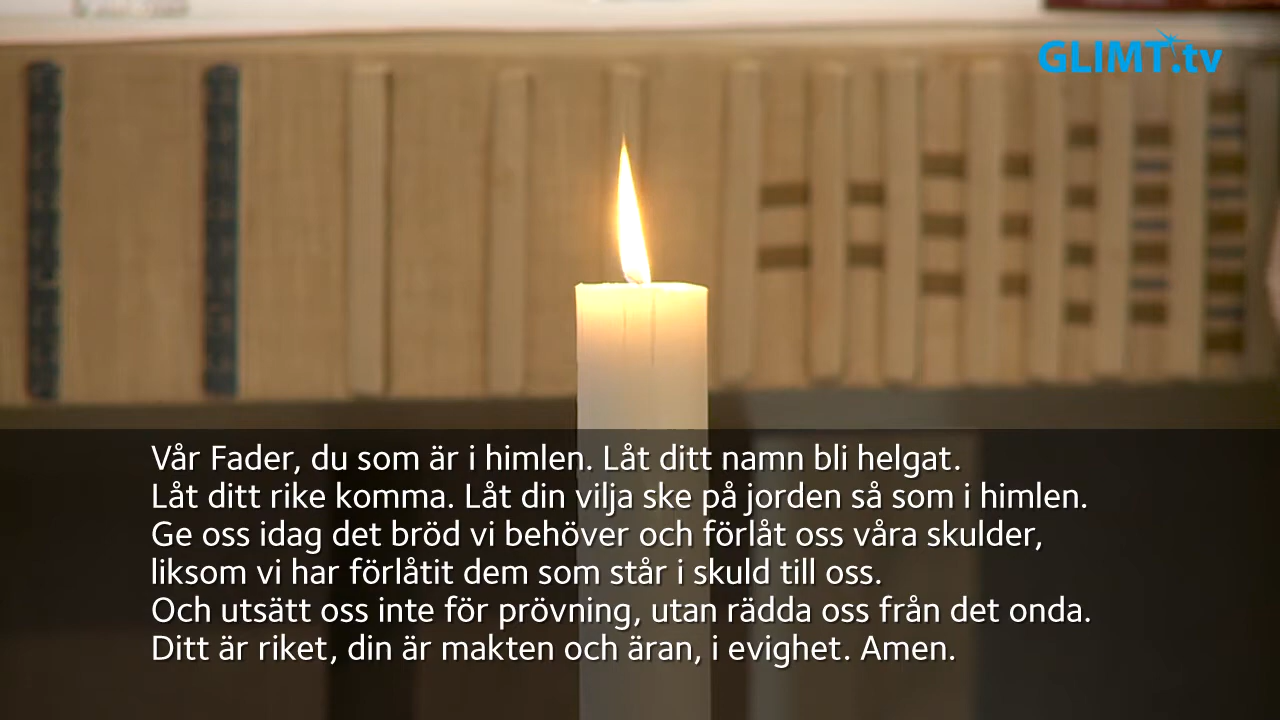 GLIMT.tv
Vår Fader, du som är i himlen. Låt ditt namn bli helgat.
Låt ditt rike komma. Låt din vilja ske på jorden så som i himlen.
Ge oss idag det bröd vi behöver och förlåt oss våra skulder,
liksom vi har förlåtit dem som står i skuld till oss.
Och utsätt oss inte för prövning, utan rädda oss från det onda.
Ditt är riket, din är makten och äran, i evighet. Amen.